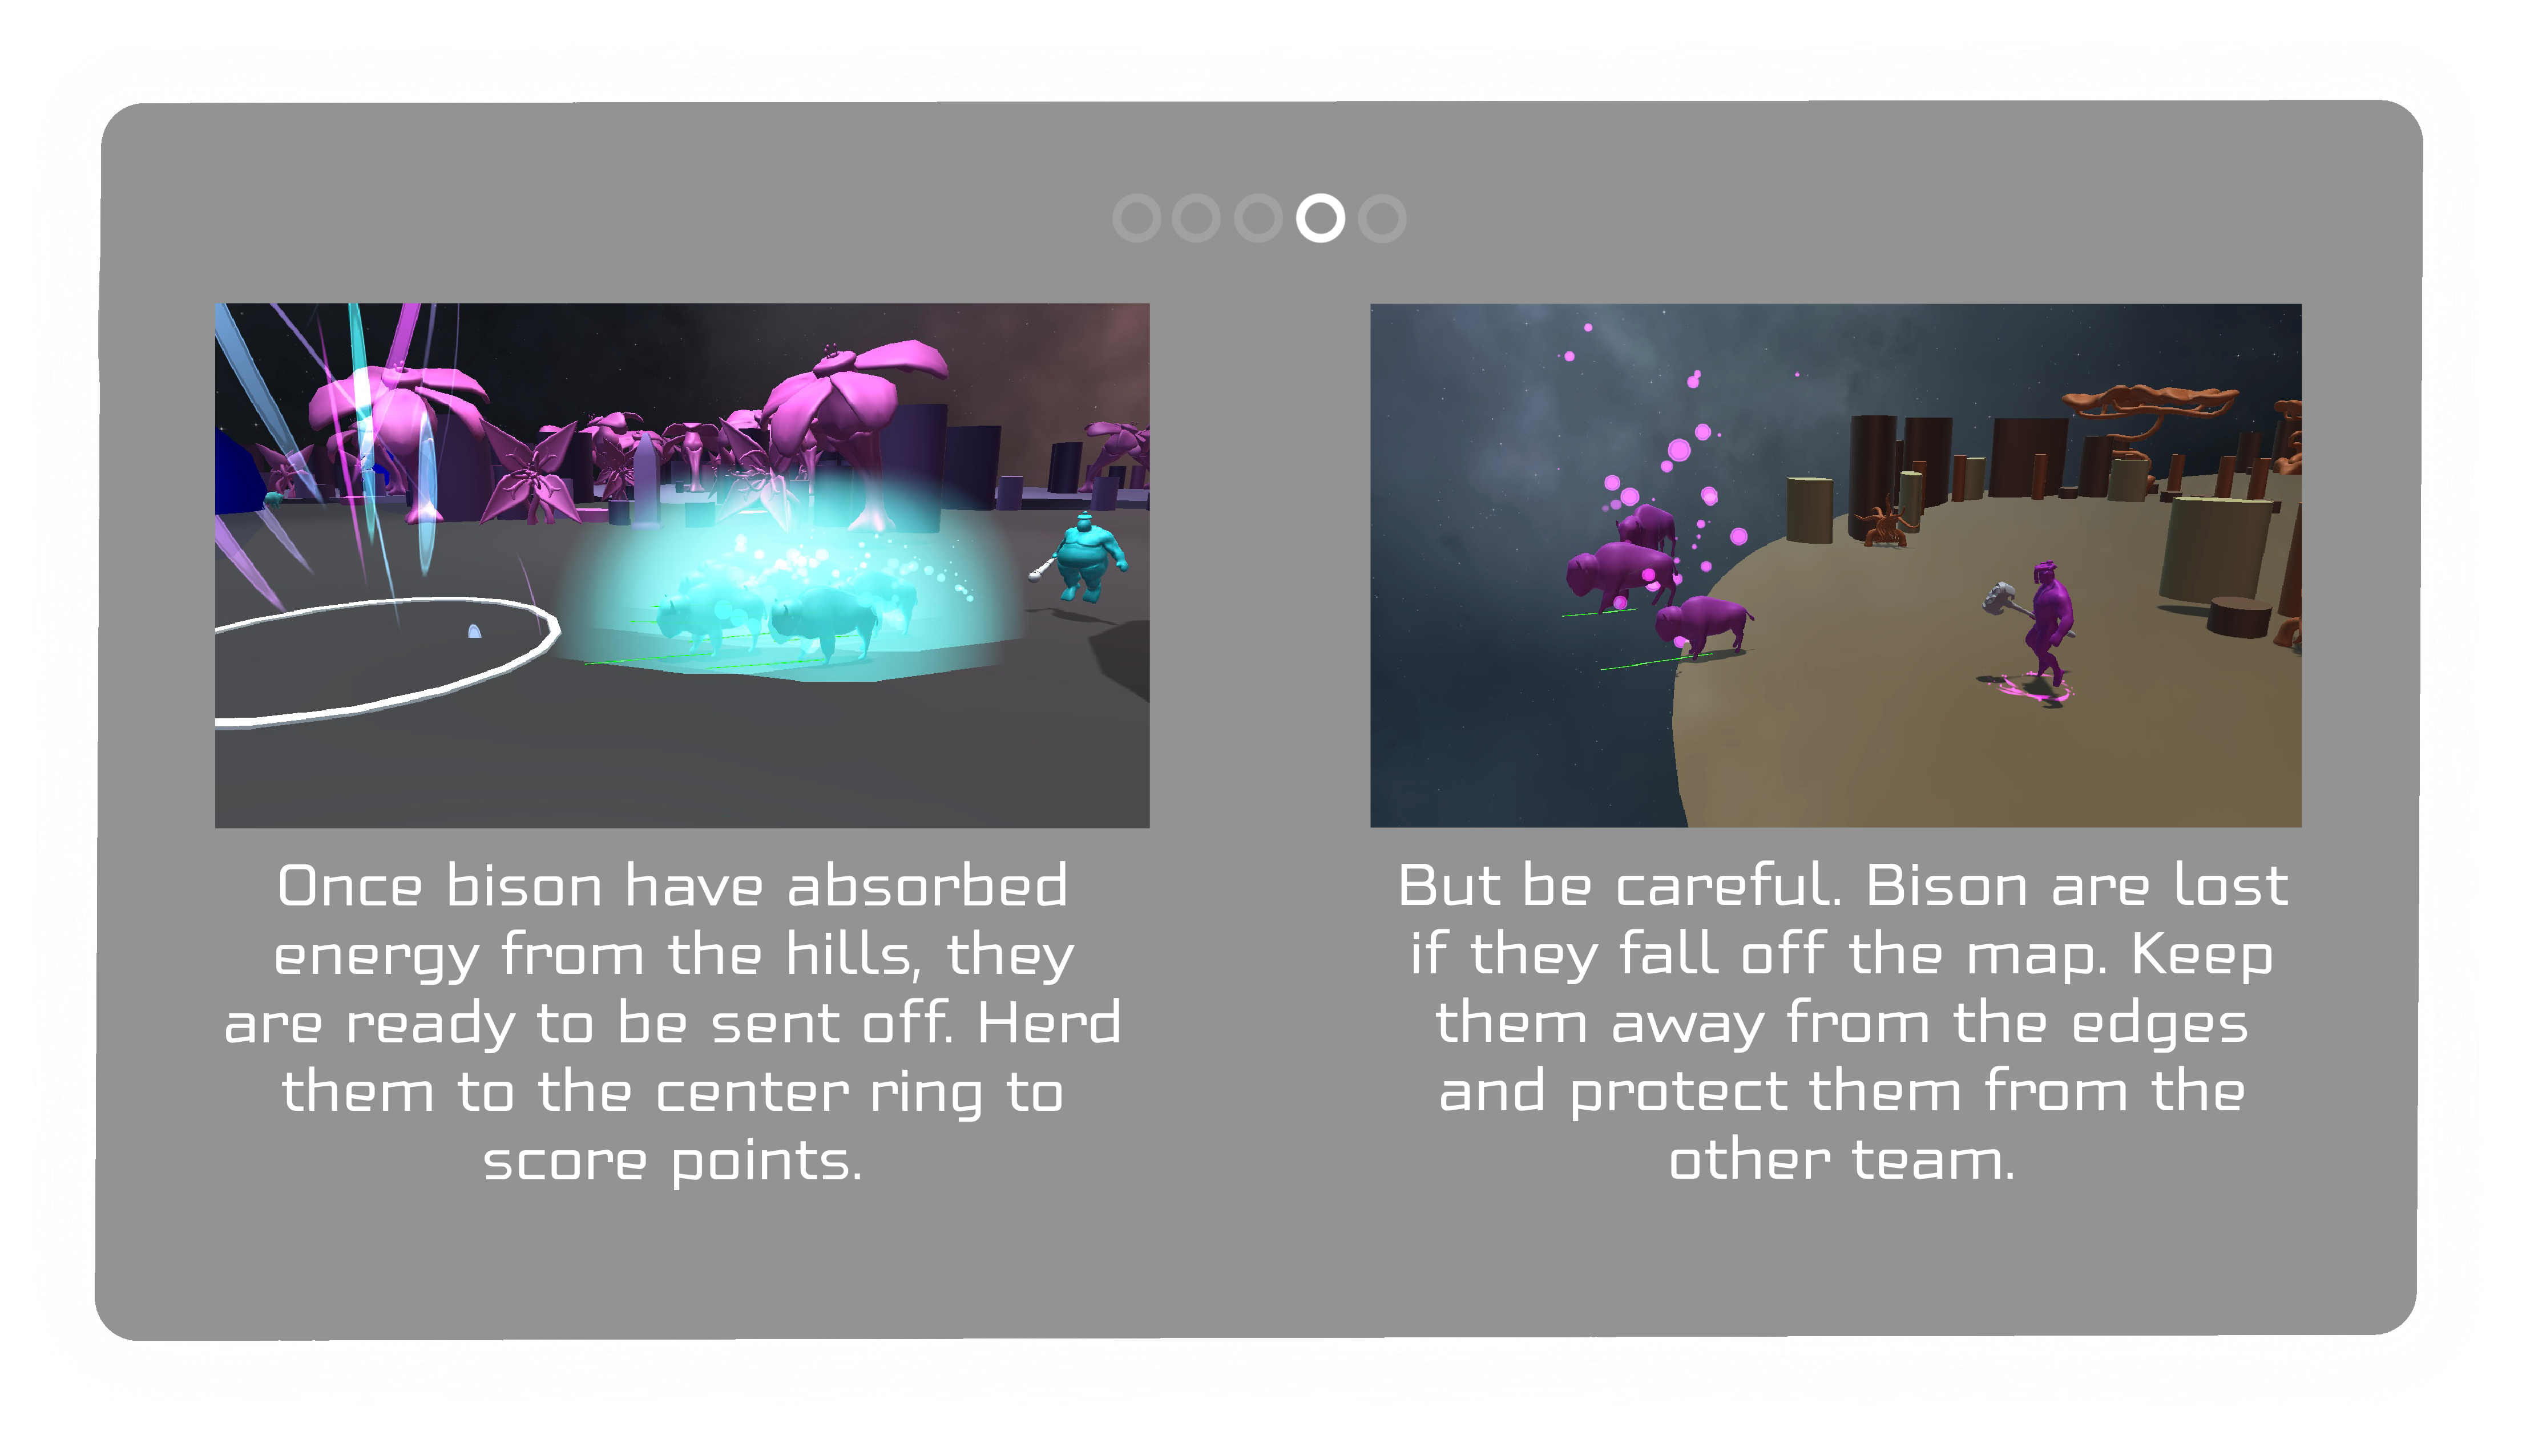 Once bison have absorbed
energy from the hills, they
are ready to be sent off. Herd
them to the center ring to
score points.
But be careful. Bison are lost
if they fall off the map. Keep
them away from the edges
and protect them from the
other team.